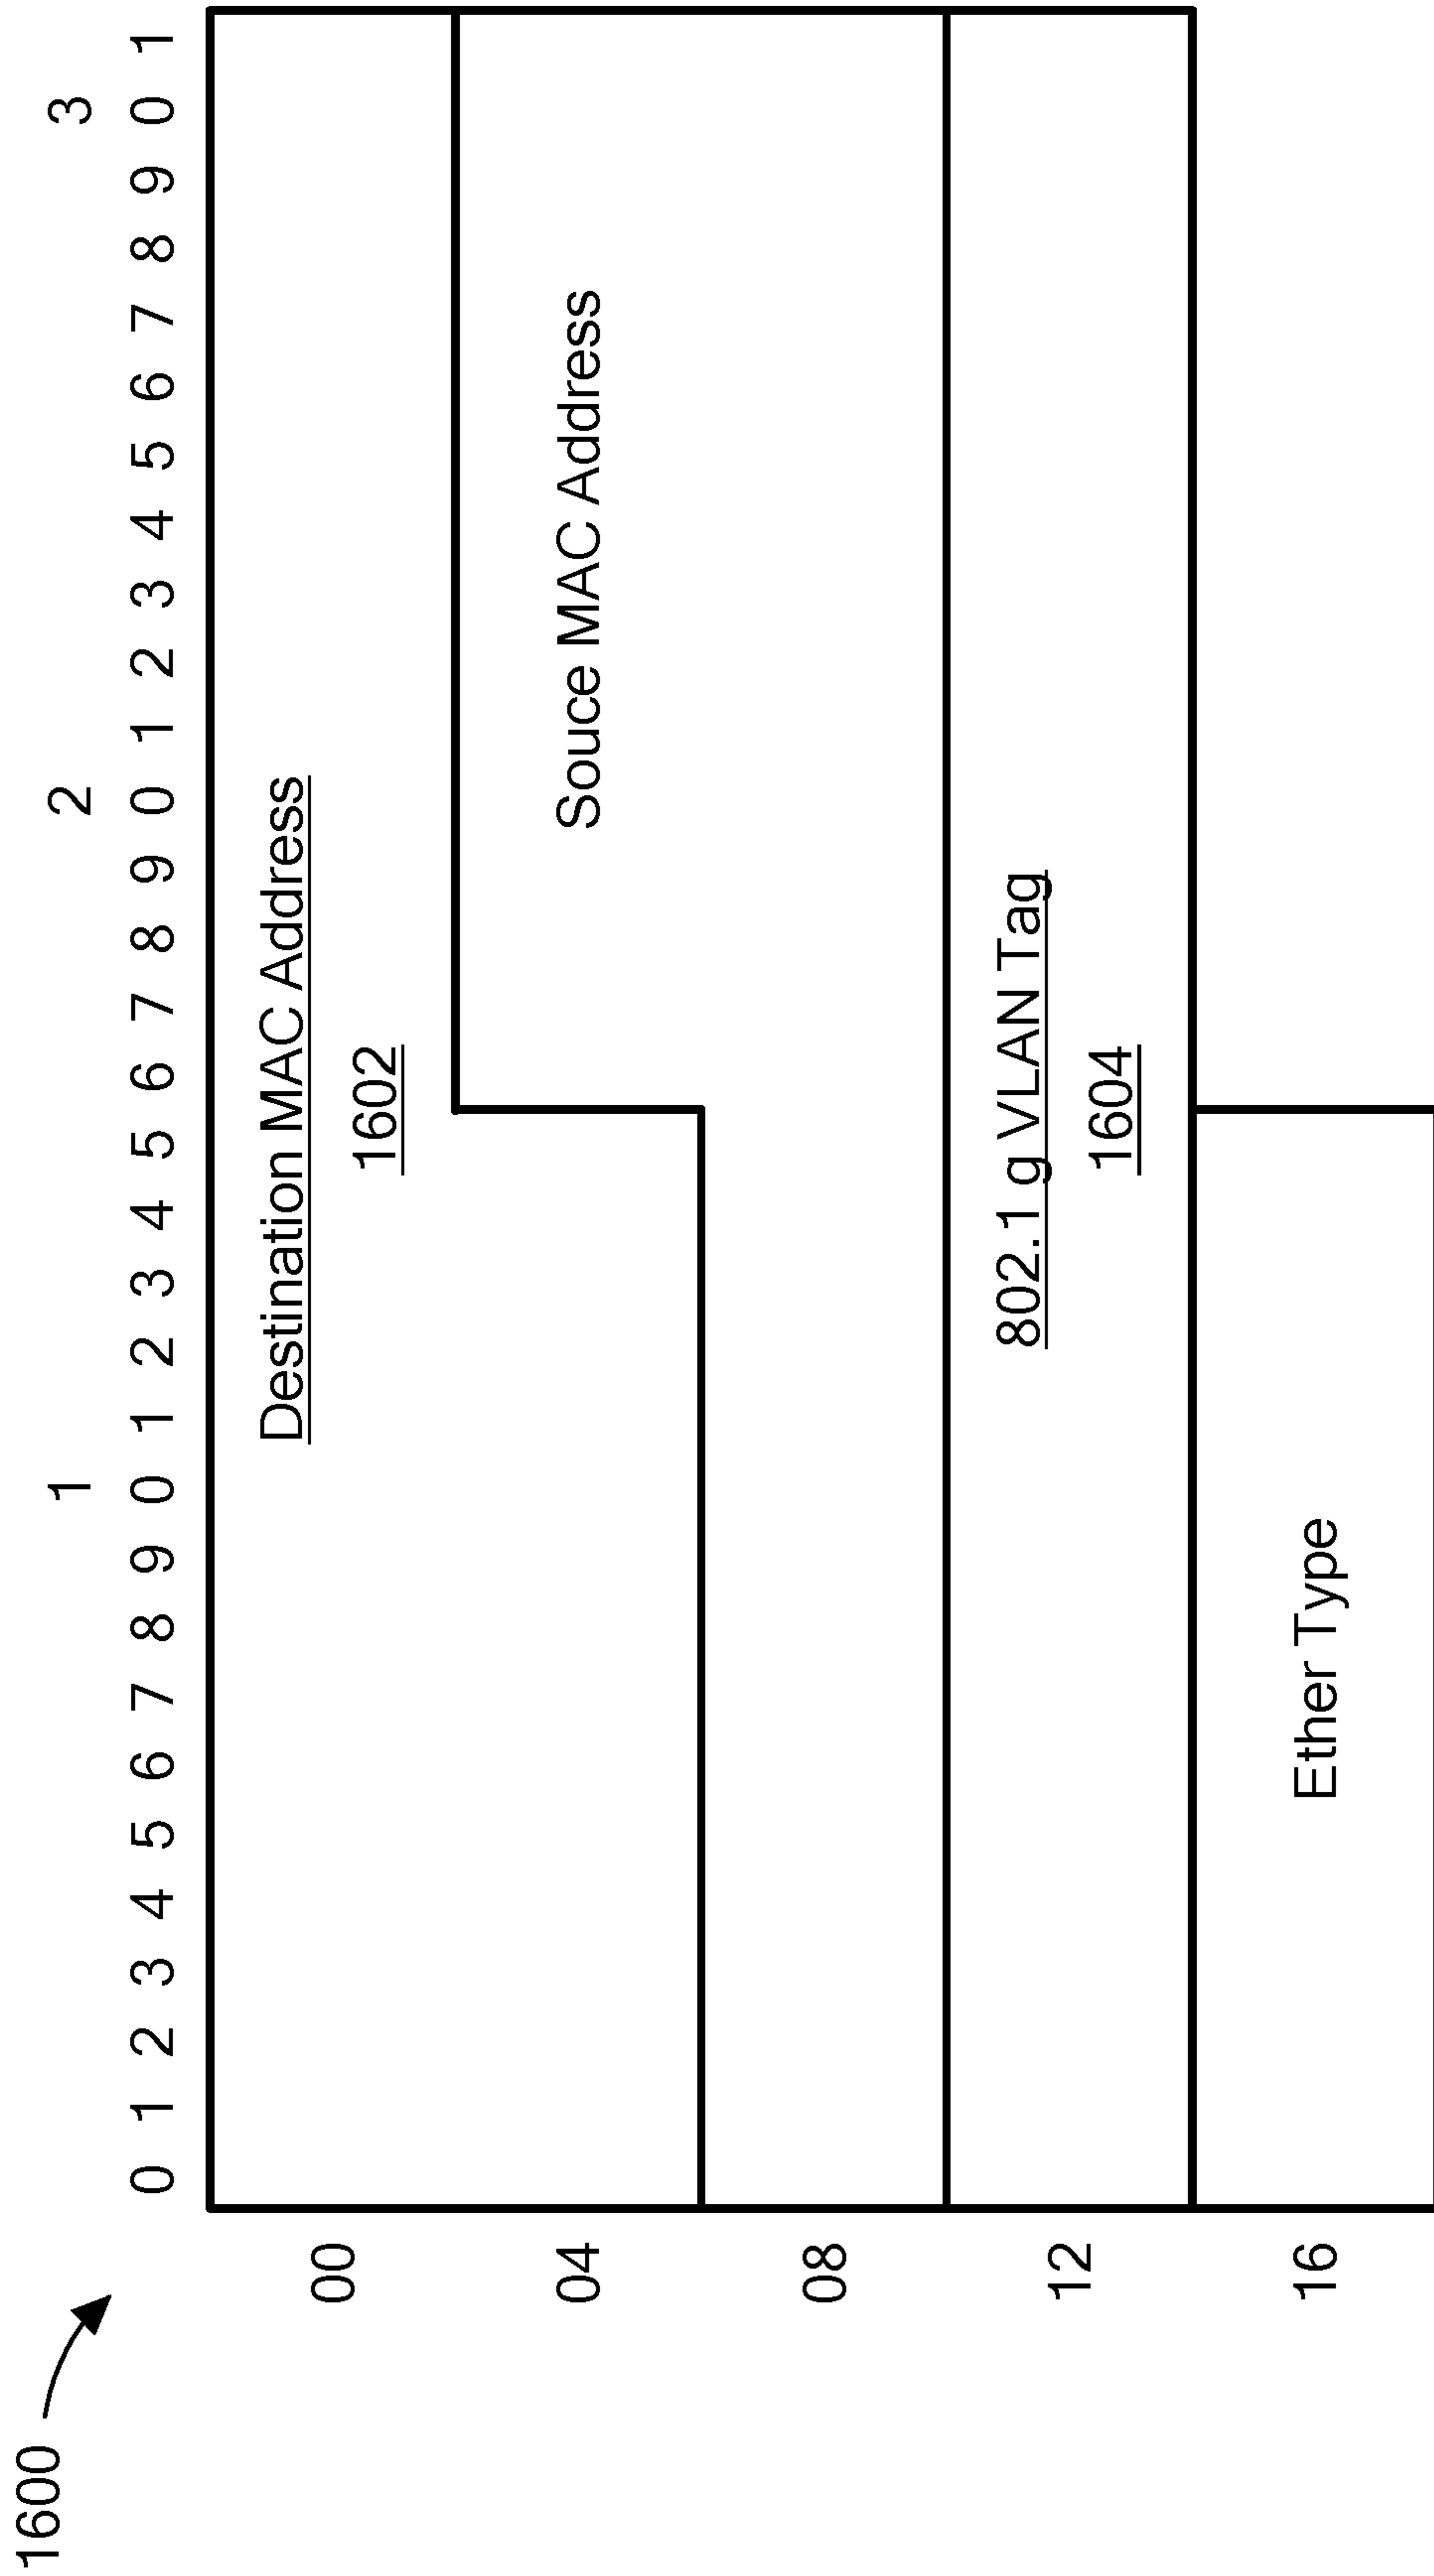 1600
1 2 3
0 1 2 3 4 5 6 7 8 9 0 1 2 3 4 5 6 7 8 9 0 1 2 3 4 5 6 7 8 9 0 1
00
Destination MAC Address
1602
04
Souce MAC Address
08
12
802.1 g VLAN Tag
1604
16
Ether Type